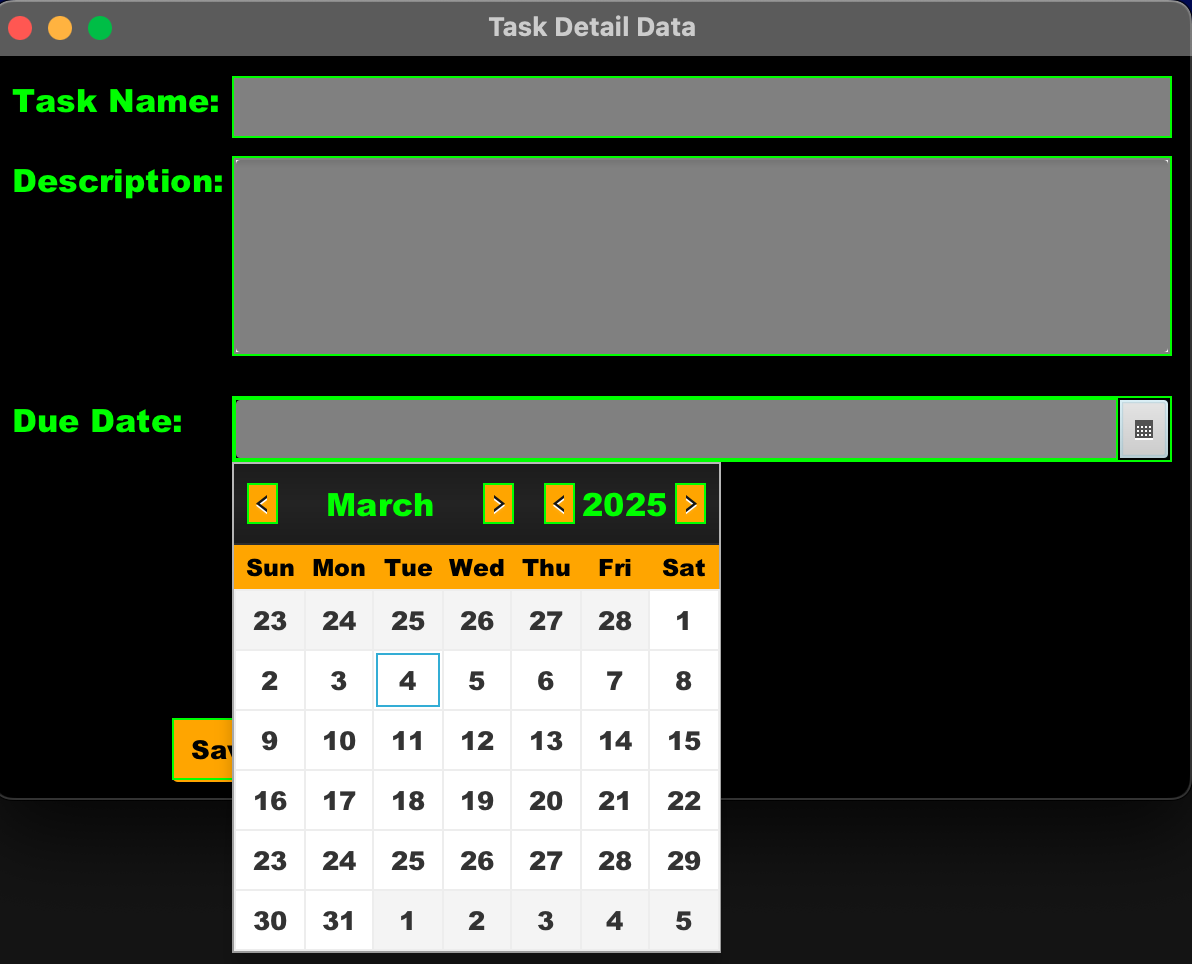 Task Detail Data
Task Name:
Description:
Due Date:
< March > < 2025 >
Sun Mon Tue Wed Thu Fri Sat
23 24 25 26 27 28 1
2 3 4 5 6 7 8
9 10 11 12 13 14 15
Sav
16 17 18 19 20 21 22
23 24 25 26 27 28 29
30 31 1 2 3 4 5